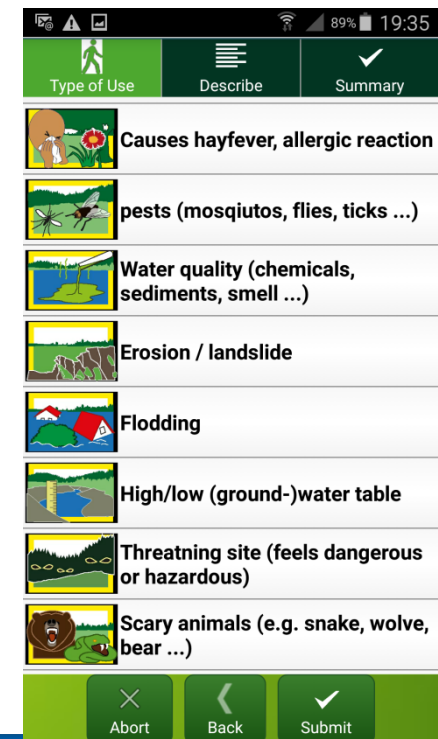 89% 19:35
Type of Use Describe Summary
Causes hayfever, allergic reaction
pests (mosqiutos, flies, ticks ...)
Water quality (chemicals,
sediments, smell ...)
Erosion / landslide
Flodding
High/low (ground-)water table
Threatning site (feels dangerous
or hazardous)
Scary animals (e.g. snake, wolve,
bear ...)
Abort Back Submit